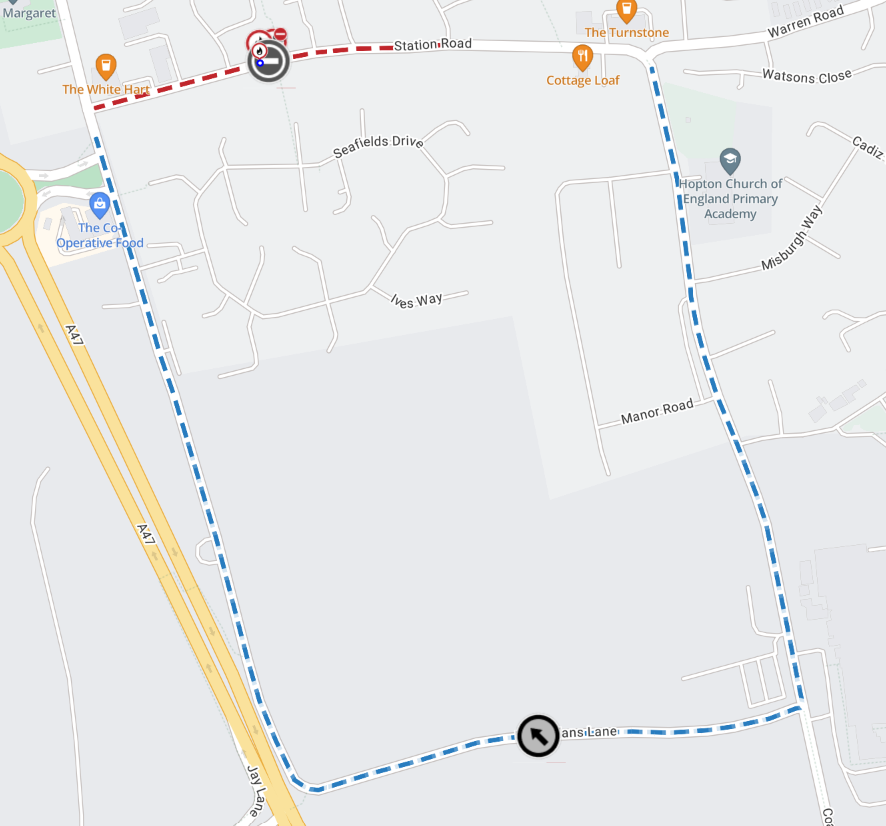 Margaret
The Turnstone
Warren Road
Station Road
Cottage Loaf
Watsons Close
The White Hart
Seafields Drive
Cadiz
Hopton Church of
England Primary
Academy
The Co-
Operative Food
Misburgh Way
Ives Way
A47
Manor Road
A47
ans Lane
Jay Lane
Coa